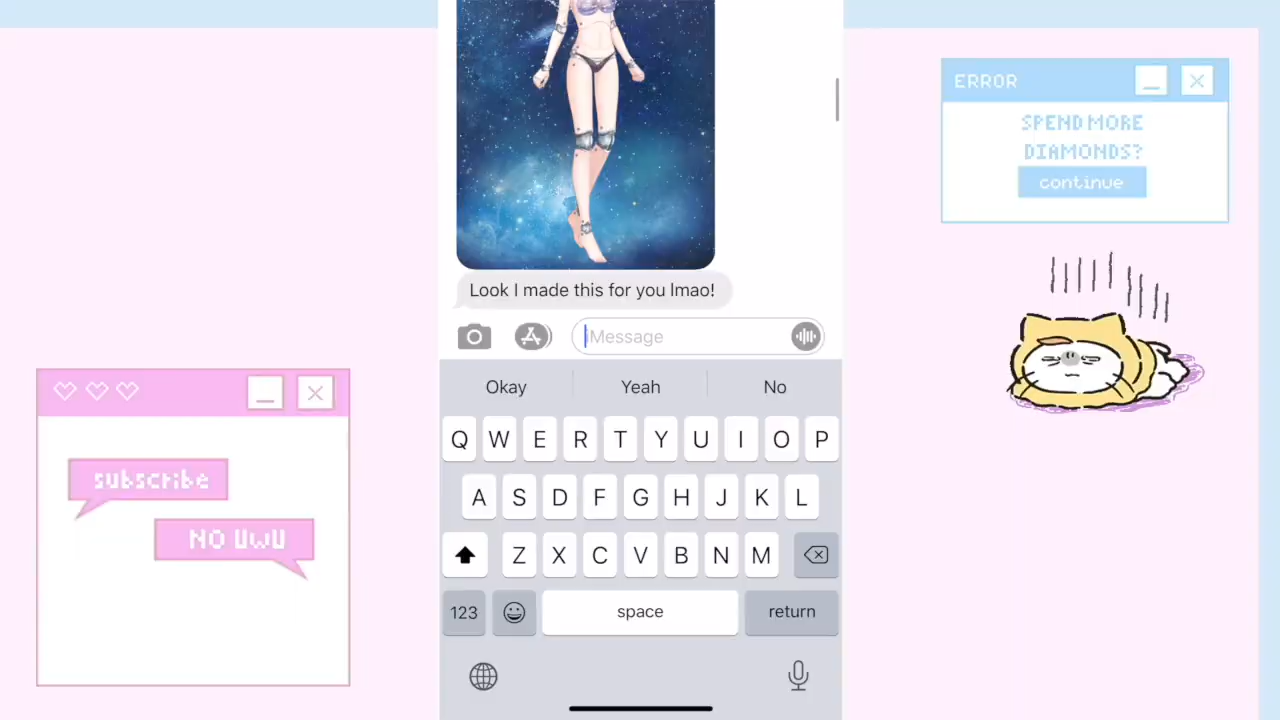 ERROR
SPEND MORE
DIAMONDS?
continue
subscribe
NO UwU
Look I made this for you lmao!
iMessage
Okay Yeah No
Q W E R T Y U I O P
A S D F G H J K L
Z X C V B N M
123 space return